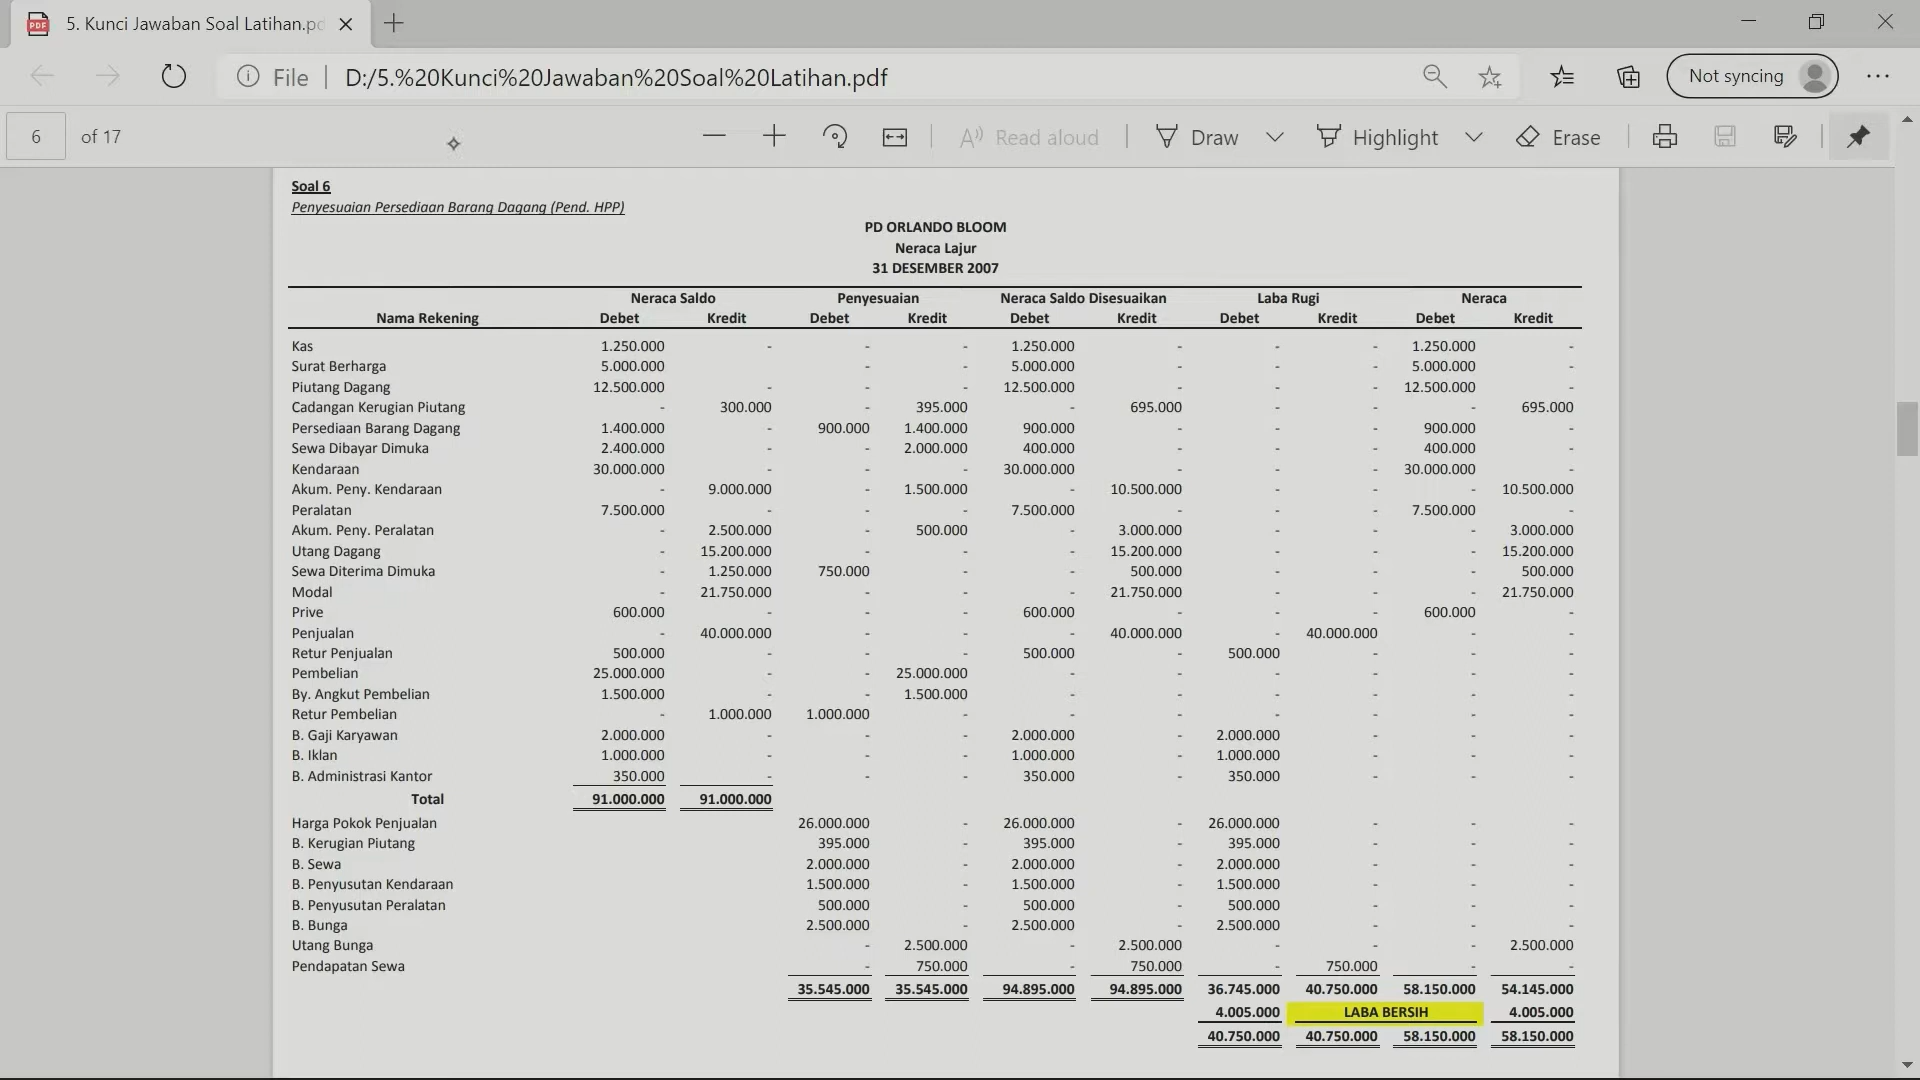 5. Kunci Jawaban Soal Latihan.pd
File | D:/5.%20Kunci%20Jawaban%20Soal%20Latihan.pdf
Not syncing
6 of 17
Read aloud
Draw
Highlight
Erase
Soal 6
Penyesuaian Persediaan Barang Dagang (Pend. HPP)
PD ORLANDO BLOOM
Neraca Lajur
31 DESEMBER 2007
Neraca Saldo Penyesuaian Neraca Saldo Disesuaikan Laba Rugi Neraca
Nama Rekening Debet Kredit Debet Kredit Debet Kredit Debet Kredit Debet Kredit
Kas 1.250.000 - - - 1.250.000 - - - 1.250.000 -
Surat Berharga 5.000.000 - - 5.000.000 - - - 5.000.000 -
Piutang Dagang 12.500.000 - - - 12.500.000 - - - 12.500.000 -
Cadangan Kerugian Piutang - 300.000 - 395.000 - 695.000 - - - 695.000
Persediaan Barang Dagang 1.400.000 - 900.000 1.400.000 900.000 - - - 900.000 -
Sewa Dibayar Dimuka 2.400.000 - - 2.000.000 400.000 - - - 400.000 -
Kendaraan 30.000.000 - - - 30.000.000 - - - 30.000.000 -
Akum. Peny. Kendaraan - 9.000.000 - 1.500.000 - 10.500.000 - - - 10.500.000
Peralatan 7.500.000 - - - 7.500.000 - - - 7.500.000 -
Akum. Peny. Peralatan - 2.500.000 - 500.000 - 3.000.000 - - - 3.000.000
Utang Dagang - 15.200.000 - - - 15.200.000 - - - 15.200.000
Sewa Diterima Dimuka - 1.250.000 750.000 - - 500.000 - - - 500.000
Modal - 21.750.000 - - - 21.750.000 - - - 21.750.000
Prive 600.000 - - - 600.000 - - - 600.000 -
Penjualan - 40.000.000 - - - 40.000.000 - 40.000.000 - -
Retur Penjualan 500.000 - - - 500.000 - 500.000 - - -
Pembelian 25.000.000 - - 25.000.000 - - - - - -
By. Angkut Pembelian 1.500.000 - - 1.500.000 - - - - - -
Retur Pembelian - 1.000.000 1.000.000 - - - - - - -
B. Gaji Karyawan 2.000.000 - - - 2.000.000 - 2.000.000 - - -
B. Iklan 1.000.000 - - - 1.000.000 - 1.000.000 - - -
B. Administrasi Kantor 350.000 - - - 350.000 - 350.000 - - -
Total 91.000.000 91.000.000
Harga Pokok Penjualan 26.000.000 - 26.000.000 - 26.000.000 - - -
B. Kerugian Piutang 395.000 - 395.000 - 395.000 - - -
B. Sewa 2.000.000 - 2.000.000 - 2.000.000 - - -
B. Penyusutan Kendaraan 1.500.000 - 1.500.000 - 1.500.000 - - -
B. Penyusutan Peralatan 500.000 - 500.000 - 500.000 - - -
B. Bunga 2.500.000 - 2.500.000 - 2.500.000 - - -
Utang Bunga - 2.500.000 - 2.500.000 - - - 2.500.000
Pendapatan Sewa - 750.000 - 750.000 - 750.000 - -
35.545.000 35.545.000 94.895.000 94.895.000 36.745.000 40.750.000 58.150.000 54.145.000
4.005.000 LABA BERSIH 4.005.000
40.750.000 40.750.000 58.150.000 58.150.000